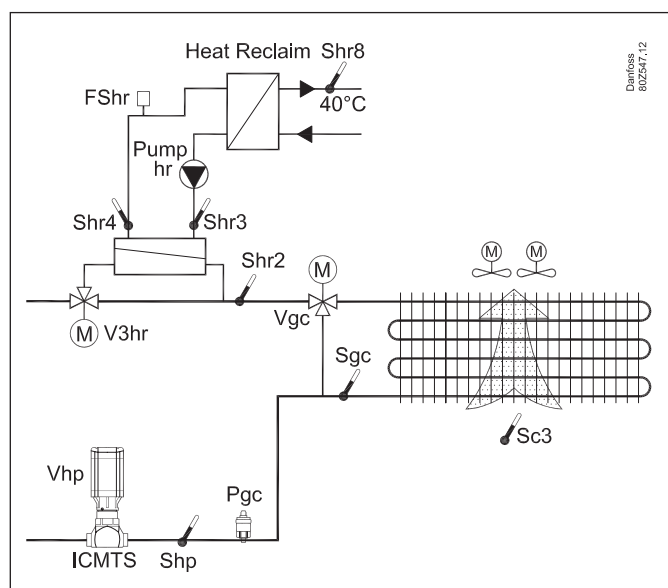 Heat Reclaim
Shr8
FShr
40°C
Danfoss
80Z547.12
Pump
hr
Shr4
Shr3
Shr2
M
M
M
V3hr
M
Vgc
Sgc
Sc3
Vhp
Pgc
ICMTS
Shp